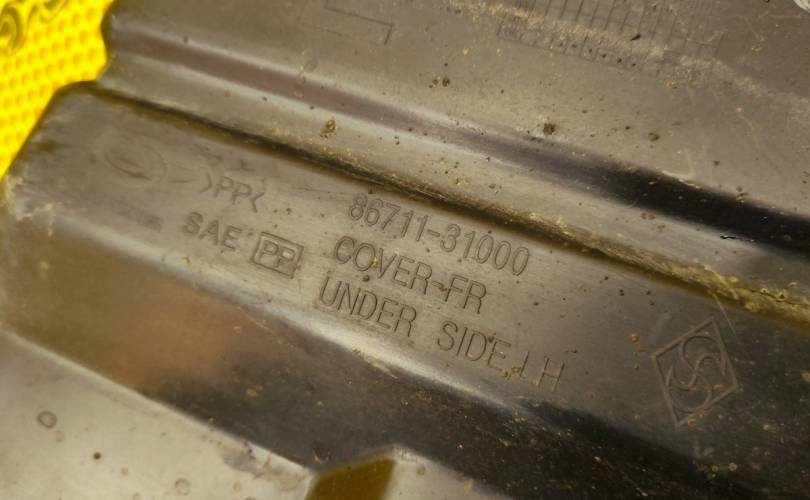 >PP<
86711-31000
SAE PP
COVER-FR
UNDER SIDE,LH